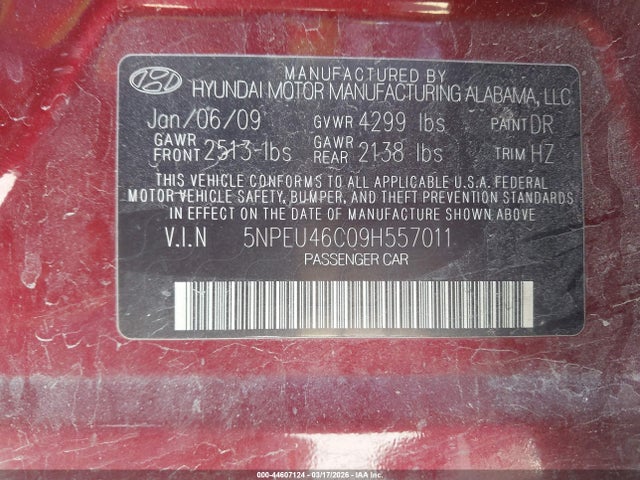 MANUFACTURED BY
HYUNDAI MOTOR MANUFACTURING ALABAMA, LLC
Jan/06/09 GVWR 4299 lbs PAINT DR
GAWR FRONT 2513 lbs GAWR REAR 2138 lbs TRIM HZ
THIS VEHICLE CONFORMS TO ALL APPLICABLE U.S.A. FEDERAL
MOTOR VEHICLE SAFETY, BUMPER, AND THEFT PREVENTION STANDARDS
IN EFFECT ON THE DATE OF MANUFACTURE SHOWN ABOVE.
V.I.N 5NPEU46C09H557011
PASSENGER CAR
000-44607124 | 03/17/2026 | IAA Inc.